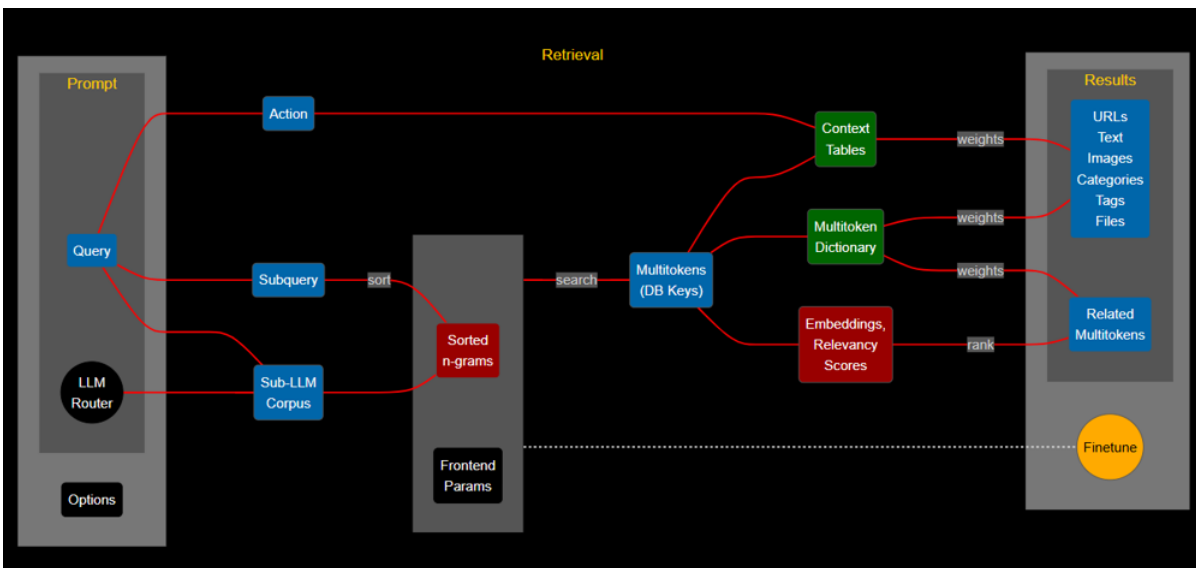 Retrieval
Prompt
Results
Action
URLs
Text
Images
Categories
Tags
Files
Context
Tables
weights
Query
Multitoken
Dictionary
weights
weights
Subquery
sort
search
Multitokens
(DB Keys)
Sorted
n-grams
Embeddings,
Relevancy
Scores
rank
Related
Multitokens
LLM
Router
Sub-LLM
Corpus
Frontend
Params
Finetune
Options